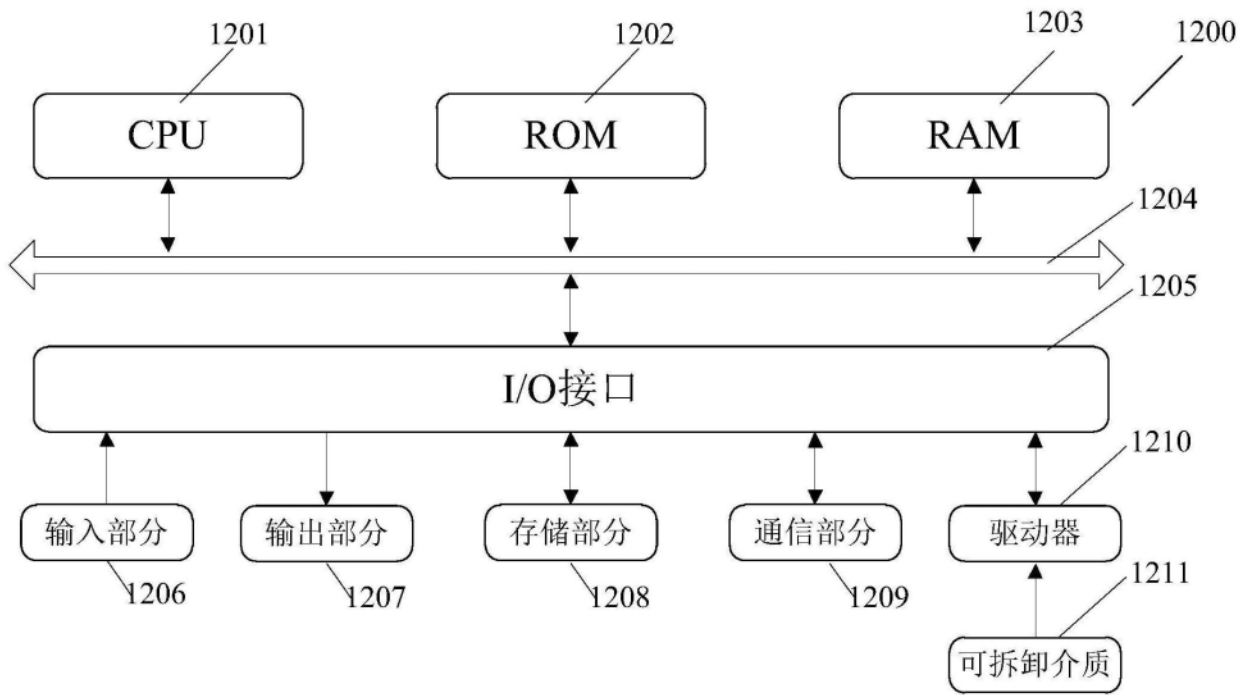 1201
1202
1203
1200
CPU
ROM
RAM
1204
1205
I/O接口
1210
输入部分
输出部分
存储部分
通信部分
驱动器
1206
1207
1208
1209
1211
可拆卸介质